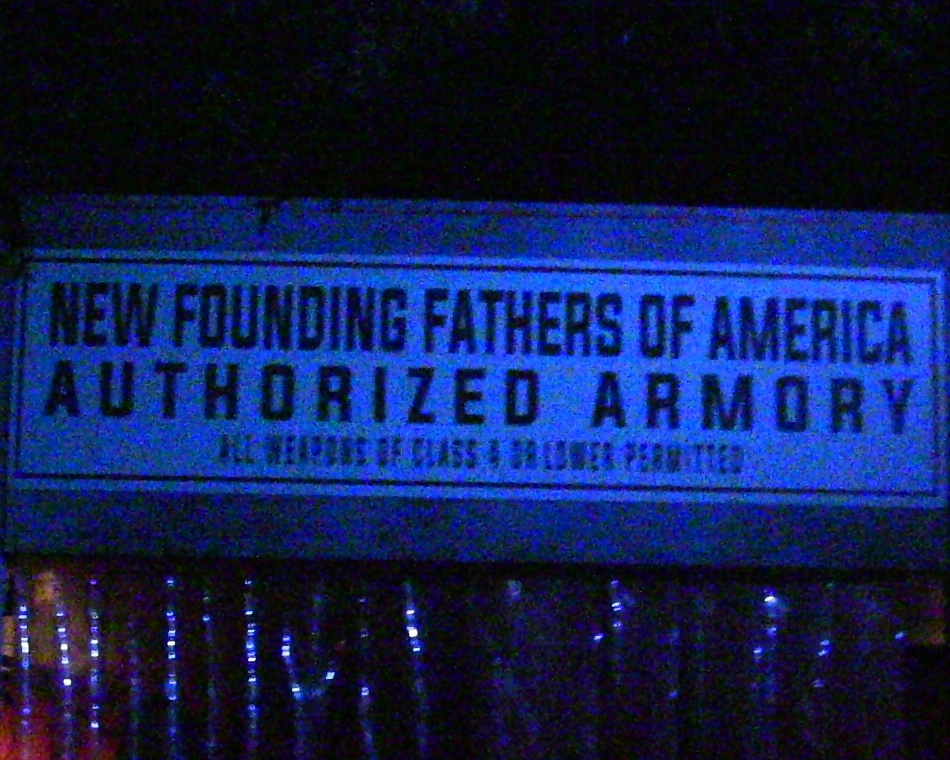 NEW FOUNDING FATHERS OF AMERICA
AUTHORIZED ARMORY
ALL WEAPONS OF CLASS 4 OR LOWER PERMITTED